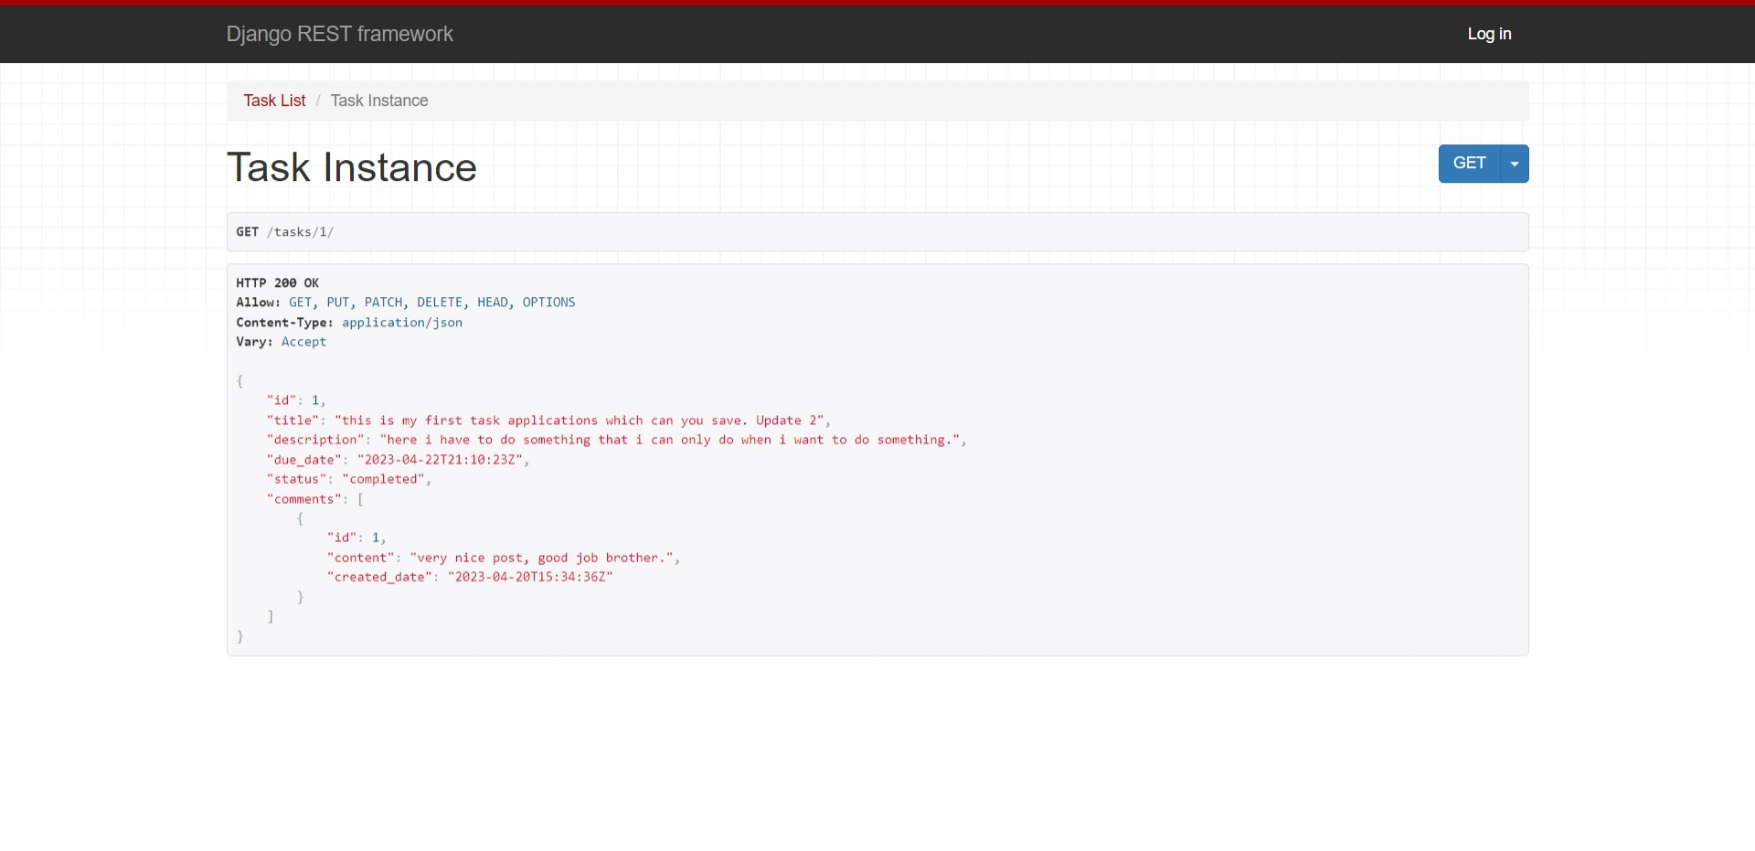 Django REST framework
Log in
Task List / Task Instance
Task Instance
GET
GET /tasks/1/
HTTP 200 OK
Allow: GET, PUT, PATCH, DELETE, HEAD, OPTIONS
Content-Type: application/json
Vary: Accept
{
    "id": 1,
    "title": "this is my first task applications which can you save. Update 2",
    "description": "here i have to do something that i can only do when i want to do something.",
    "due_date": "2023-04-22T21:10:23Z",
    "status": "completed",
    "comments": [
        {
            "id": 1,
            "content": "very nice post, good job brother.",
            "created_date": "2023-04-20T15:34:36Z"
        }
    ]
}